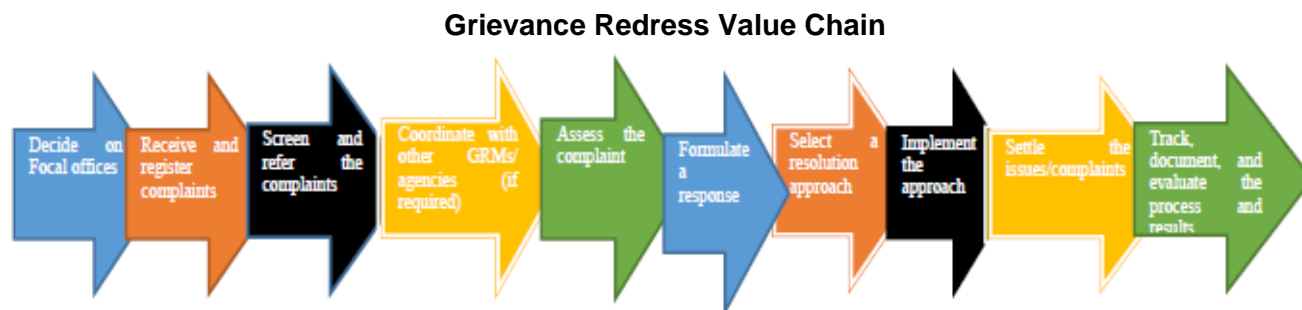 Grievance Redress Value Chain
Decide on
Focal offices
Receive and
register
complaints
Screen and
refer the
complaints
Coordinate with
other GRMs/
agencies (if
required)
Assess the
complaint
Formulate
a
response
Select a
resolution
approach
Implement
the
approach
Settle the
issues/complaints
Track,
document, and
evaluate the
process and
results